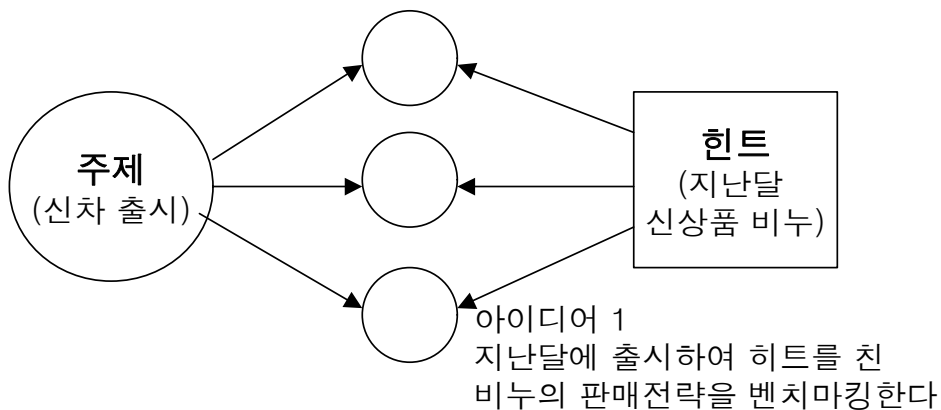 주제
(신차 출시)
힌트
(지난달
신상품 비누)
아이디어 1
지난달에 출시하여 히트를 친
비누의 판매전략을 벤치마킹한다